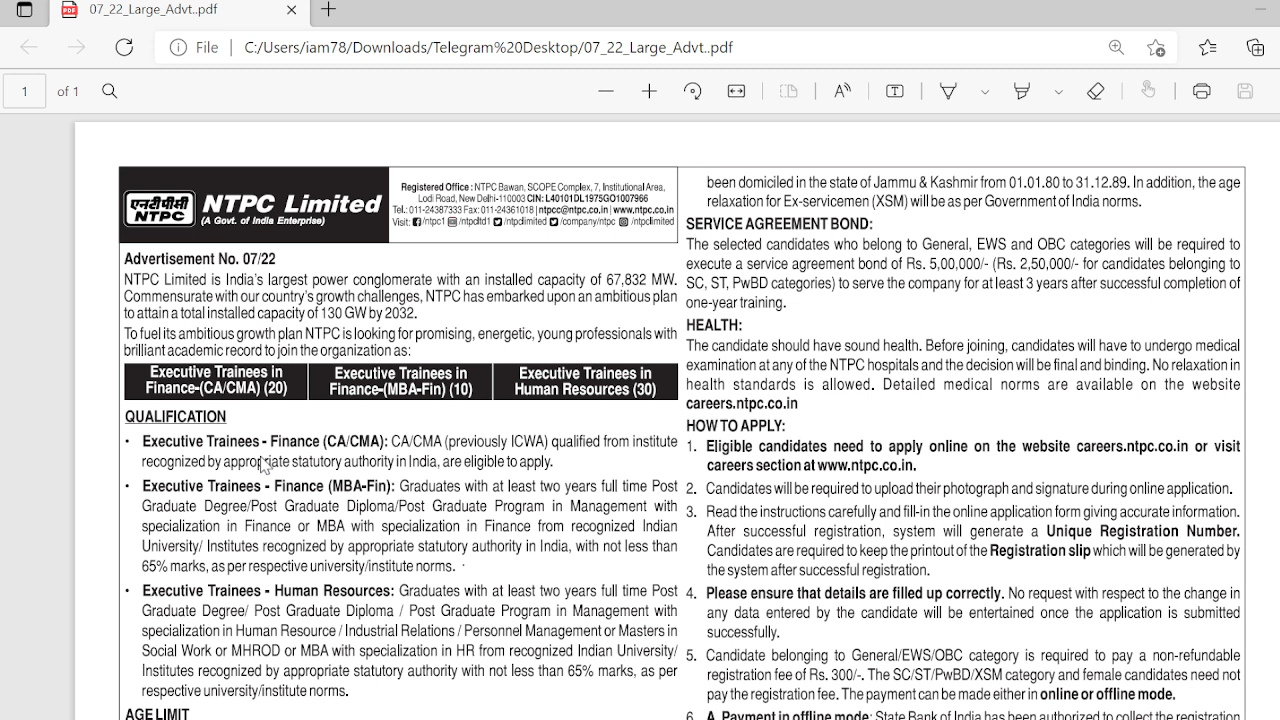 07_22_Large_Advt..pdf
File
C:/Users/iam78/Downloads/Telegram%20Desktop/07_22_Large_Advt..pdf
1 of 1
एनटीपीसी
NTPC
NTPC Limited
(A Govt. of India Enterprise)
Registered Office : NTPC Bawan, SCOPE Complex, 7, Institutional Area,
Lodi Road, New Delhi-110003 CIN: L40101DL1975GO1007966
Tel.: 011-24387333 Fax: 011-24361018 | ntpcc@ntpc.co.in | www.ntpc.co.in
Visit: /ntpc1 /ntpcltd1 /ntpclimited /company/ntpc /ntpclimited
Advertisement No. 07/22
NTPC Limited is India's largest power conglomerate with an installed capacity of 67,832 MW.
Commensurate with our country's growth challenges, NTPC has embarked upon an ambitious plan
to attain a total installed capacity of 130 GW by 2032.
To fuel its ambitious growth plan NTPC is looking for promising, energetic, young professionals with
brilliant academic record to join the organization as:
Executive Trainees in
Finance-(CA/CMA) (20)
Executive Trainees in
Finance-(MBA-Fin) (10)
Executive Trainees in
Human Resources (30)
QUALIFICATION
• Executive Trainees - Finance (CA/CMA): CA/CMA (previously ICWA) qualified from institute
recognized by appropriate statutory authority in India, are eligible to apply.
• Executive Trainees - Finance (MBA-Fin): Graduates with at least two years full time Post
Graduate Degree/Post Graduate Diploma/Post Graduate Program in Management with
specialization in Finance or MBA with specialization in Finance from recognized Indian
University/ Institutes recognized by appropriate statutory authority in India, with not less than
65% marks, as per respective university/institute norms.
• Executive Trainees - Human Resources: Graduates with at least two years full time Post
Graduate Degree/ Post Graduate Diploma / Post Graduate Program in Management with
specialization in Human Resource / Industrial Relations / Personnel Management or Masters in
Social Work or MHROD or MBA with specialization in HR from recognized Indian University/
Institutes recognized by appropriate statutory authority with not less than 65% marks, as per
respective university/institute norms.
AGE LIMIT
been domiciled in the state of Jammu & Kashmir from 01.01.80 to 31.12.89. In addition, the age
relaxation for Ex-servicemen (XSM) will be as per Government of India norms.
SERVICE AGREEMENT BOND:
The selected candidates who belong to General, EWS and OBC categories will be required to
execute a service agreement bond of Rs. 5,00,000/- (Rs. 2,50,000/- for candidates belonging to
SC, ST, PwBD categories) to serve the company for at least 3 years after successful completion of
one-year training.
HEALTH:
The candidate should have sound health. Before joining, candidates will have to undergo medical
examination at any of the NTPC hospitals and the decision will be final and binding. No relaxation in
health standards is allowed. Detailed medical norms are available on the website
careers.ntpc.co.in
HOW TO APPLY:
1. Eligible candidates need to apply online on the website careers.ntpc.co.in or visit
careers section at www.ntpc.co.in.
2. Candidates will be required to upload their photograph and signature during online application.
3. Read the instructions carefully and fill-in the online application form giving accurate information.
After successful registration, system will generate a Unique Registration Number.
Candidates are required to keep the printout of the Registration slip which will be generated by
the system after successful registration.
4. Please ensure that details are filled up correctly. No request with respect to the change in
any data entered by the candidate will be entertained once the application is submitted
successfully.
5. Candidate belonging to General/EWS/OBC category is required to pay a non-refundable
registration fee of Rs. 300/-. The SC/ST/PwBD/XSM category and female candidates need not
pay the registration fee. The payment can be made either in online or offline mode.
6. A. Payment in offline mode: State Bank of India has been authorized to collect the registration